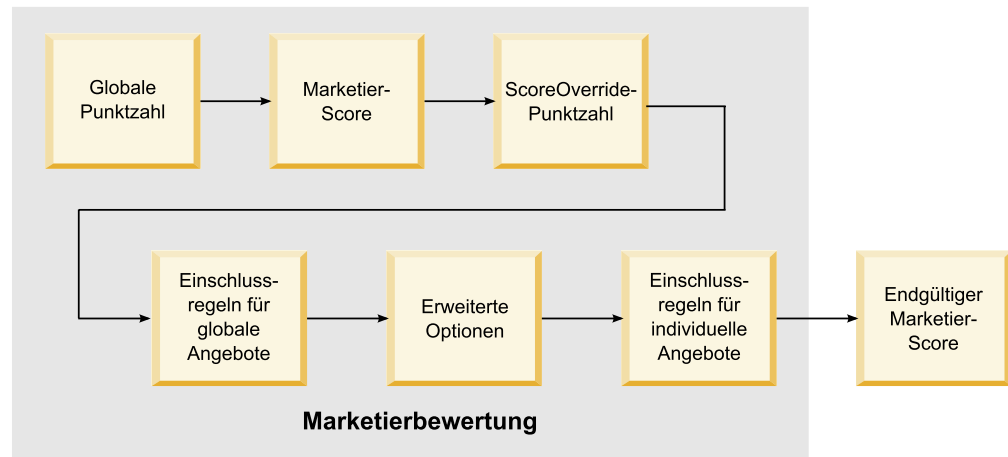 Globale
Punktzahl
Marketier-
Score
ScoreOverride-
Punktzahl
Einschluss-
regeln für
globale
Angebote
Erweiterte
Optionen
Einschluss-
regeln für
individuelle
Angebote
Endgültiger
Marketier-
Score
Marketierbewertung